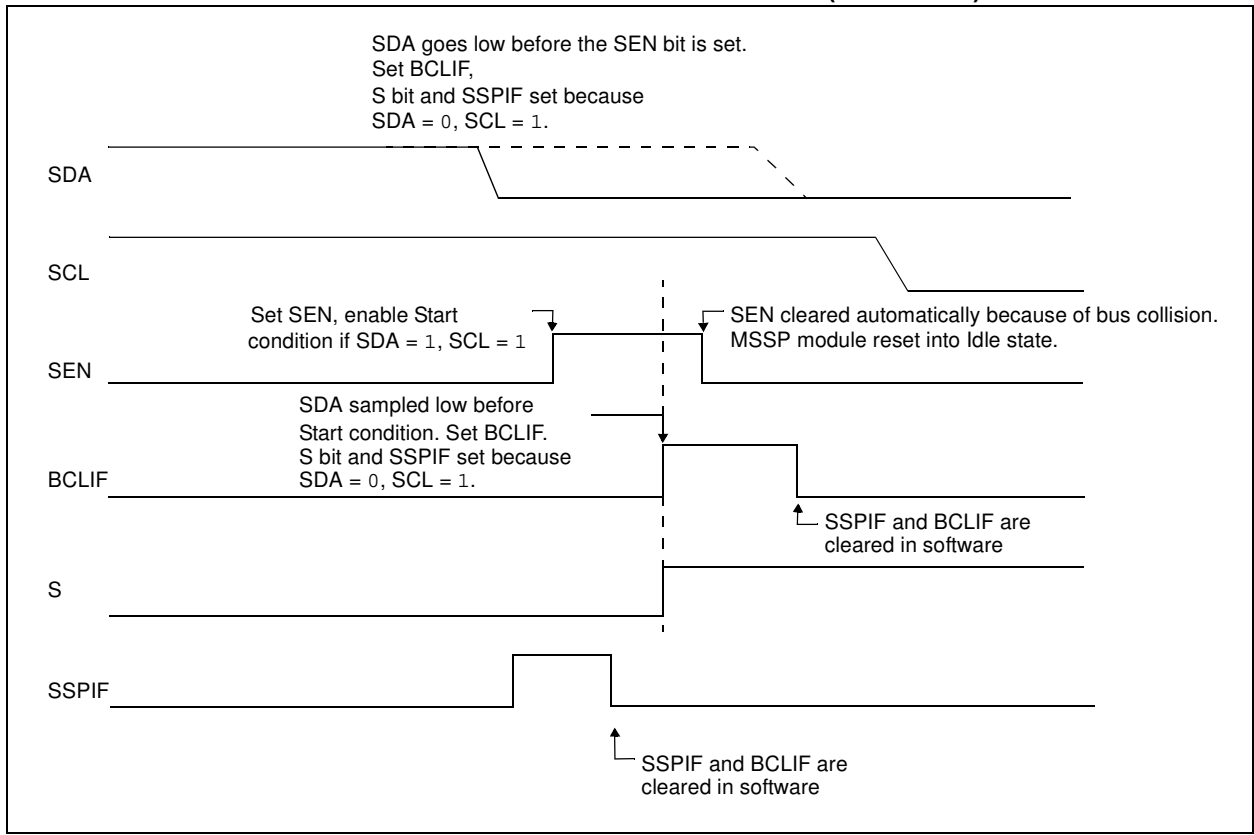 SDA goes low before the SEN bit is set.
Set BCLIF,
S bit and SSPIF set because
SDA = 0, SCL = 1.
SDA
SCL
Set SEN, enable Start
condition if SDA = 1, SCL = 1
SEN cleared automatically because of bus collision.
MSSP module reset into Idle state.
SEN
SDA sampled low before
Start condition. Set BCLIF.
S bit and SSPIF set because
SDA = 0, SCL = 1.
BCLIF
SSPIF and BCLIF are
cleared in software
S
SSPIF
SSPIF and BCLIF are
cleared in software